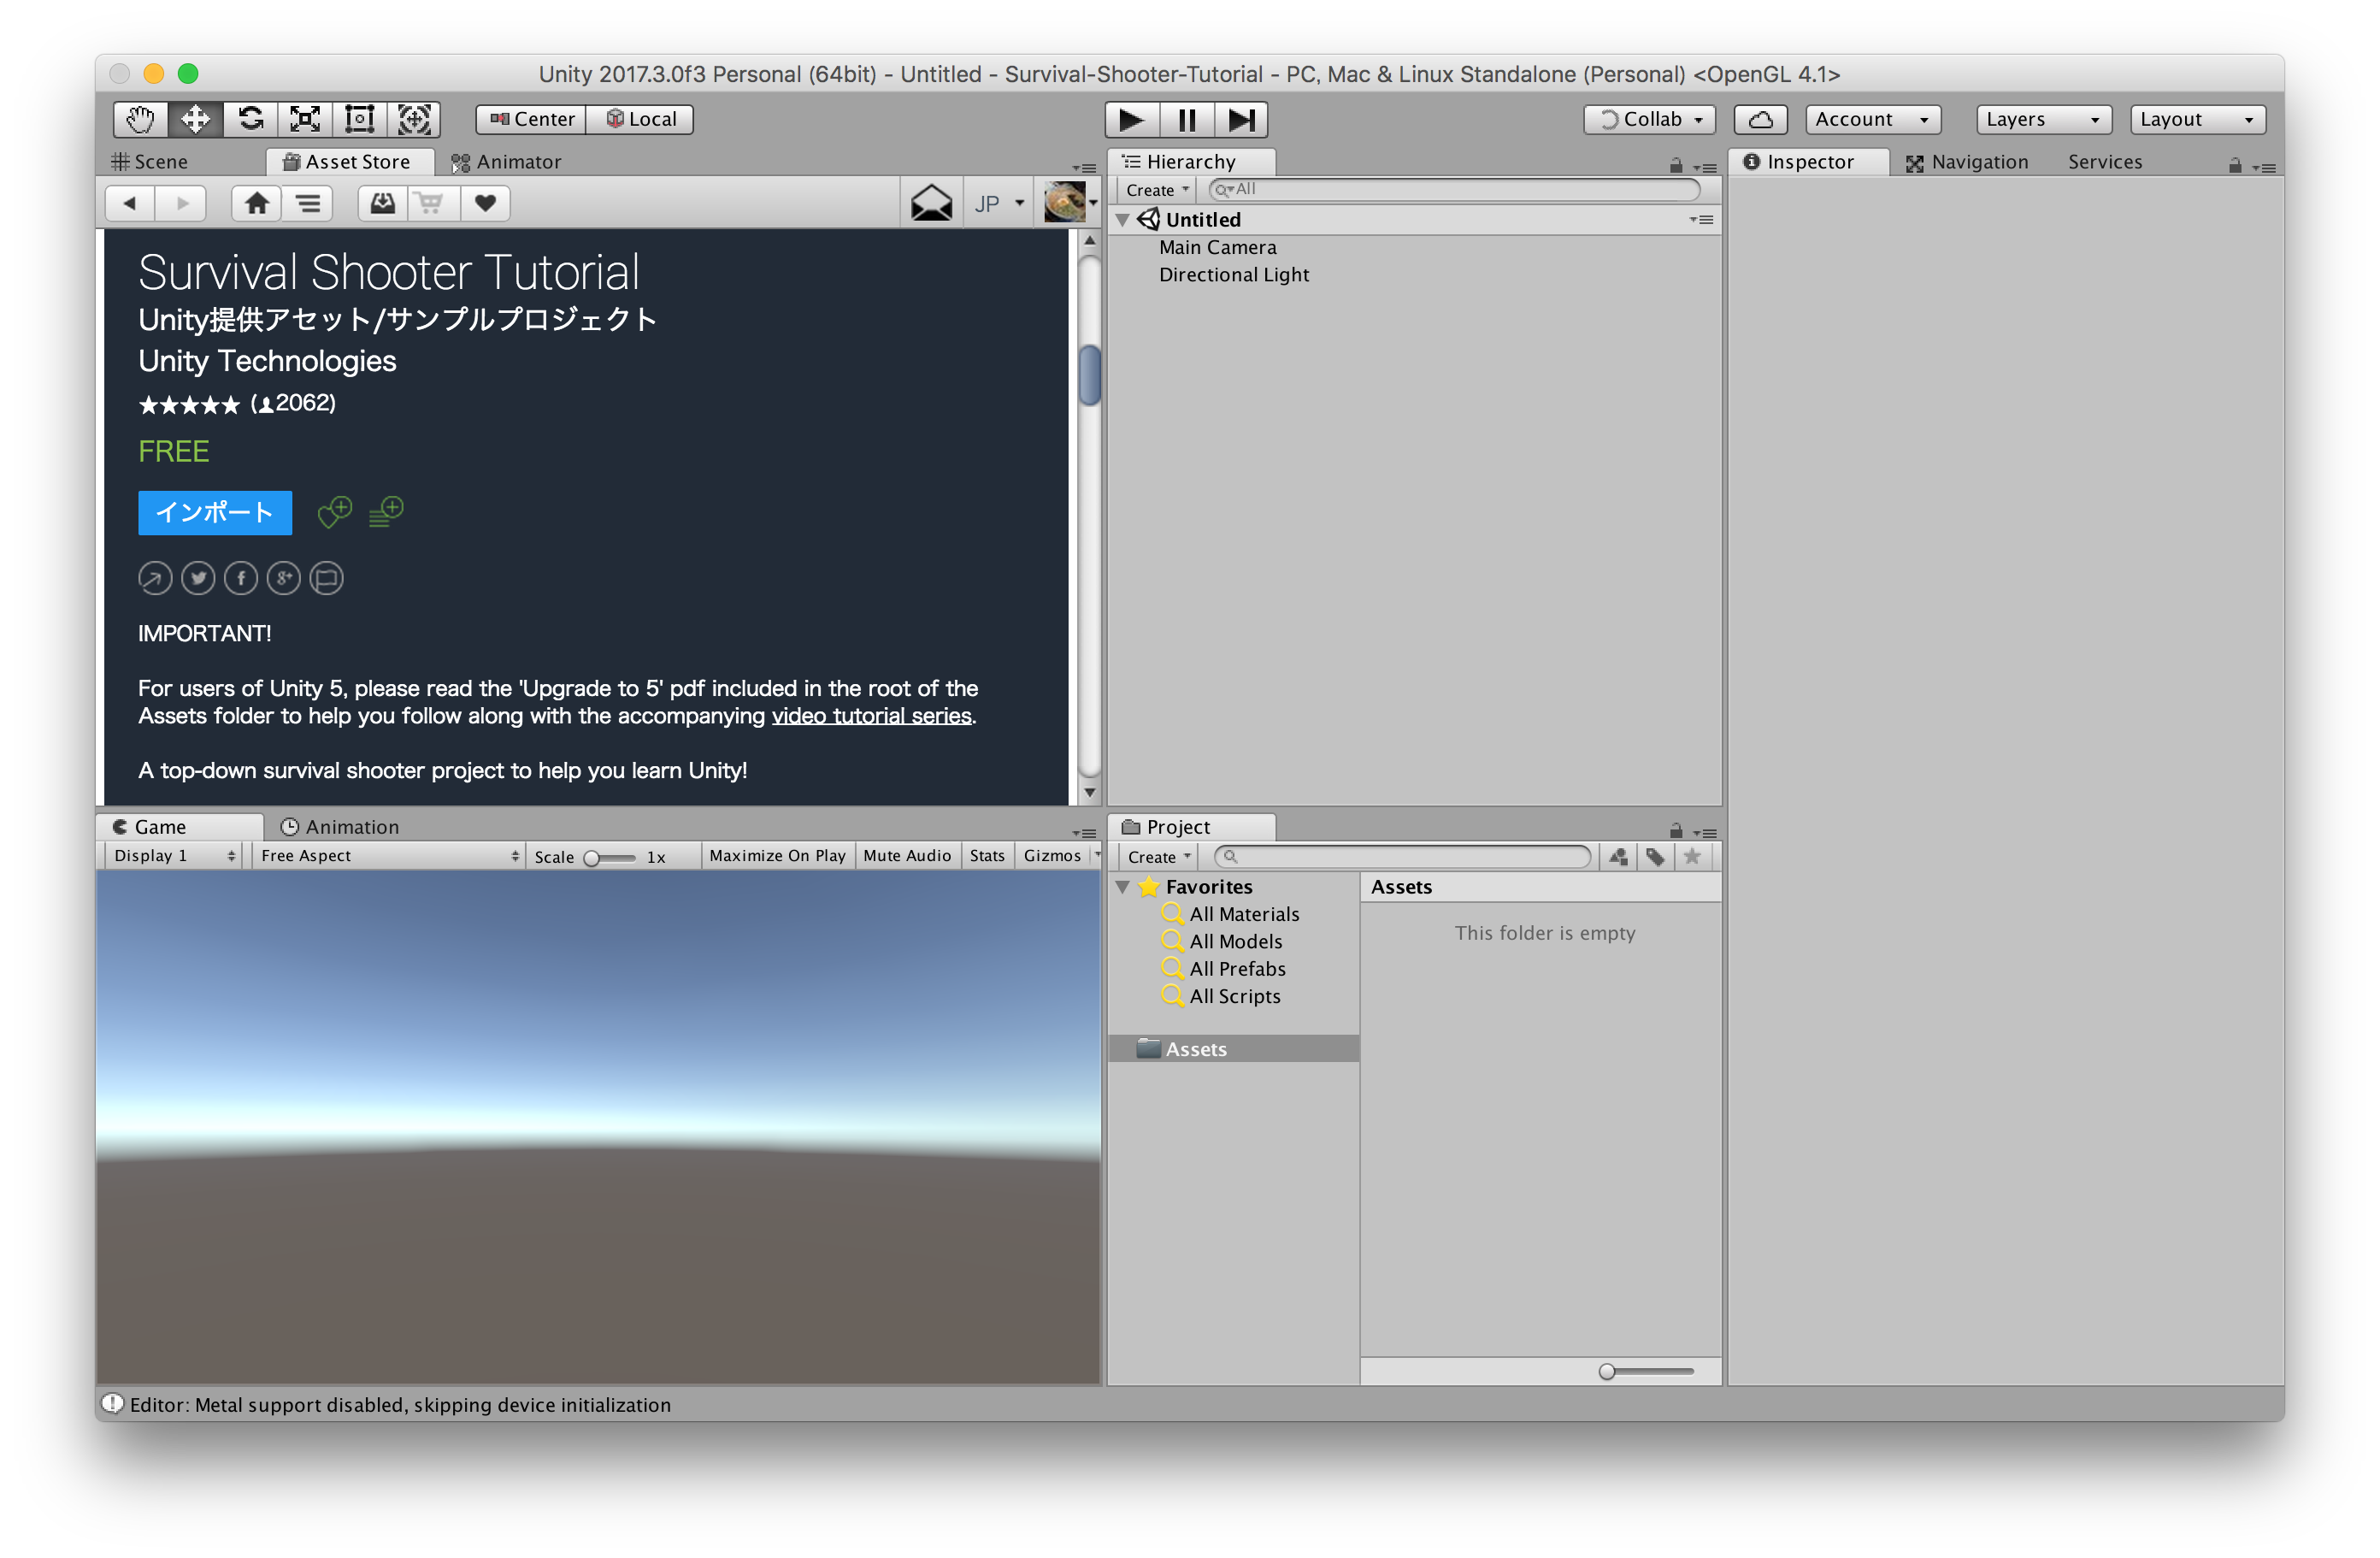 Unity 2017.3.0f3 Personal (64bit) - Untitled - Survival-Shooter-Tutorial - PC, Mac & Linux Standalone (Personal) <OpenGL 4.1>
Center Local Collab Account Layers Layout
Scene Asset Store Animator
JP
Survival Shooter Tutorial
Unity提供アセット/サンプルプロジェクト
Unity Technologies
★★★★★ (2062)
FREE
インポート
IMPORTANT!
For users of Unity 5, please read the 'Upgrade to 5' pdf included in the root of the
Assets folder to help you follow along with the accompanying video tutorial series.
A top-down survival shooter project to help you learn Unity!
Hierarchy
Create All
Untitled
Main Camera
Directional Light
Inspector Navigation Services
Game Animation
Display 1 Free Aspect Scale 1x Maximize On Play Mute Audio Stats Gizmos
Project
Create
Favorites
All Materials
All Models
All Prefabs
All Scripts
Assets
Assets
This folder is empty
Editor: Metal support disabled, skipping device initialization